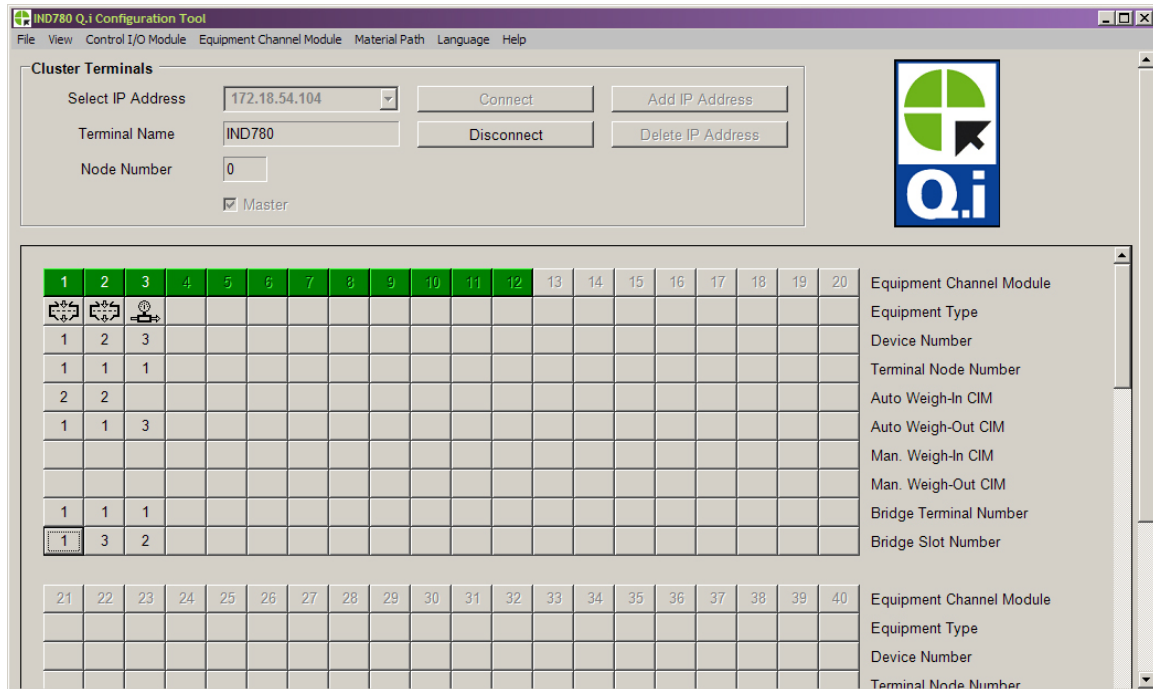 IND780 Q.i Configuration Tool
File View Control I/O Module Equipment Channel Module Material Path Language Help
Cluster Terminals
Select IP Address 172.18.54.104 Connect Add IP Address
Terminal Name IND780 Disconnect Delete IP Address
Node Number 0
Master
Q.i
1 2 3 4 5 6 7 8 9 10 11 12 13 14 15 16 17 18 19 20 Equipment Channel Module
Equipment Type
1 2 3 Device Number
1 1 1 Terminal Node Number
2 2 Auto Weigh-In CIM
1 1 3 Auto Weigh-Out CIM
Man. Weigh-In CIM
Man. Weigh-Out CIM
1 1 1 Bridge Terminal Number
1 3 2 Bridge Slot Number
21 22 23 24 25 26 27 28 29 30 31 32 33 34 35 36 37 38 39 40 Equipment Channel Module
Equipment Type
Device Number
Terminal Node Number